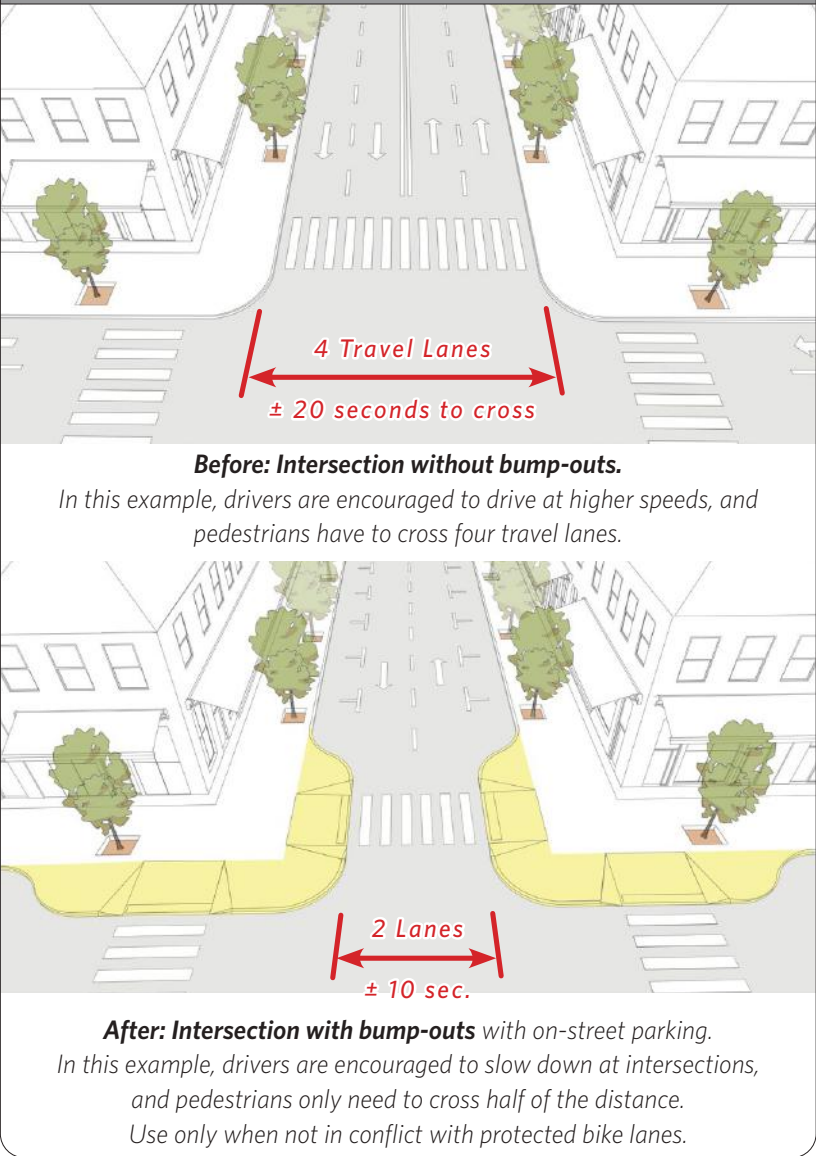 4 Travel Lanes
± 20 seconds to cross
Before: Intersection without bump-outs.
In this example, drivers are encouraged to drive at higher speeds, and
pedestrians have to cross four travel lanes.
2 Lanes
± 10 sec.
After: Intersection with bump-outs with on-street parking.
In this example, drivers are encouraged to slow down at intersections,
and pedestrians only need to cross half of the distance.
Use only when not in conflict with protected bike lanes.